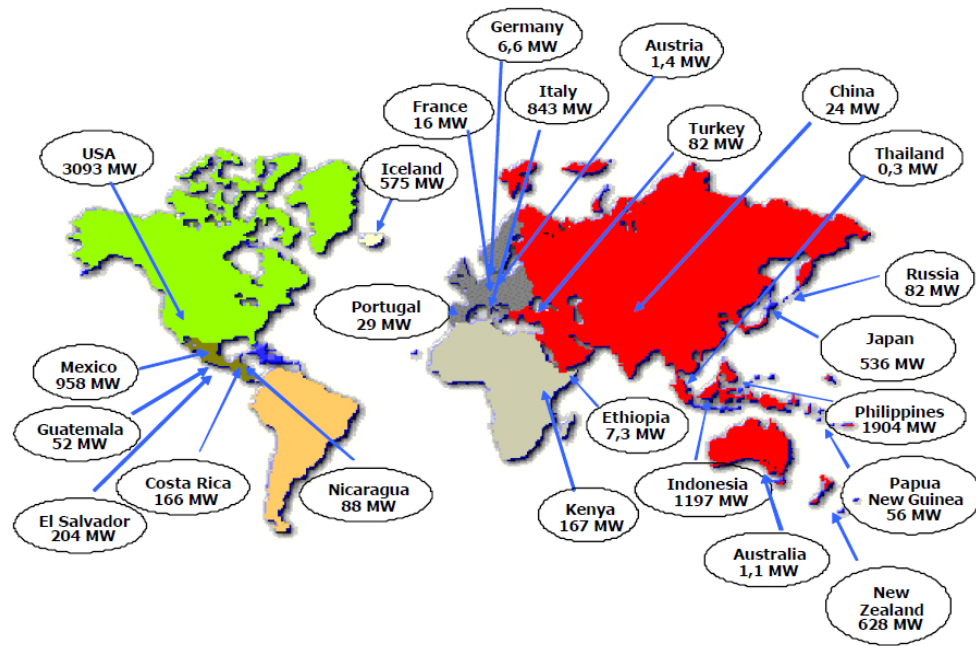 Germany
6,6 MW
Austria
1,4 MW
France
16 MW
Italy
843 MW
China
24 MW
Turkey
82 MW
USA
3093 MW
Iceland
575 MW
Thailand
0,3 MW
Russia
82 MW
Portugal
29 MW
Japan
536 MW
Mexico
958 MW
Guatemala
52 MW
Ethiopia
7,3 MW
Philippines
1904 MW
Costa Rica
166 MW
Nicaragua
88 MW
Indonesia
1197 MW
Papua
New Guinea
56 MW
El Salvador
204 MW
Kenya
167 MW
Australia
1,1 MW
New
Zealand
628 MW